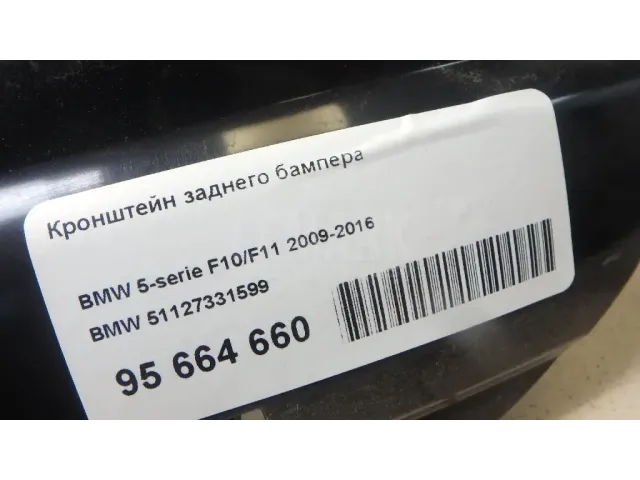 Кронштейн заднего бампера
BMW 5-serie F10/F11 2009-2016
BMW 51127331599
95 664 660